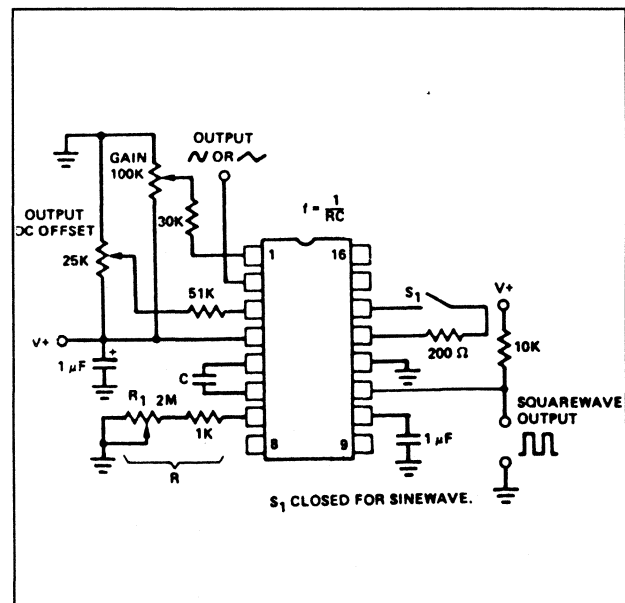 OUTPUT
∿ OR
GAIN
100K
f = 1/RC
30K
OUTPUT
DC OFFSET
25K
1
16
S1
V+
51K
V+
200 Ω
10K
1 μF
+
C
SQUAREWAVE
OUTPUT
R1 2M
1K
8
9
1 μF
R
S1 CLOSED FOR SINEWAVE.